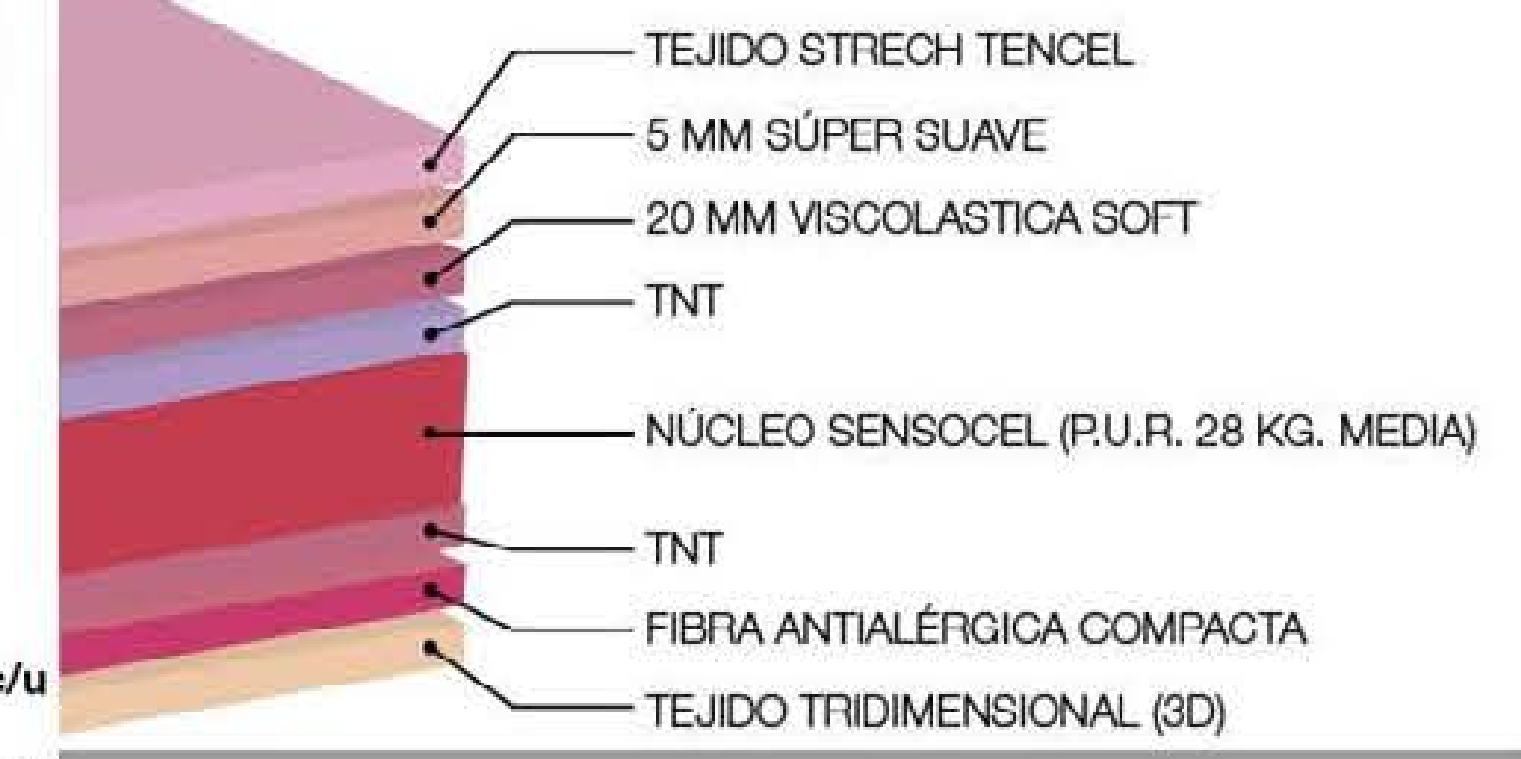 TEJIDO STRECH TENCEL
5 MM SÚPER SUAVE
20 MM VISCOLASTICA SOFT
TNT
NÚCLEO SENSOCEL (P.U.R. 28 KG. MEDIA)
TNT
FIBRA ANTIALÉRGICA COMPACTA
c/u
TEJIDO TRIDIMENSIONAL (3D)